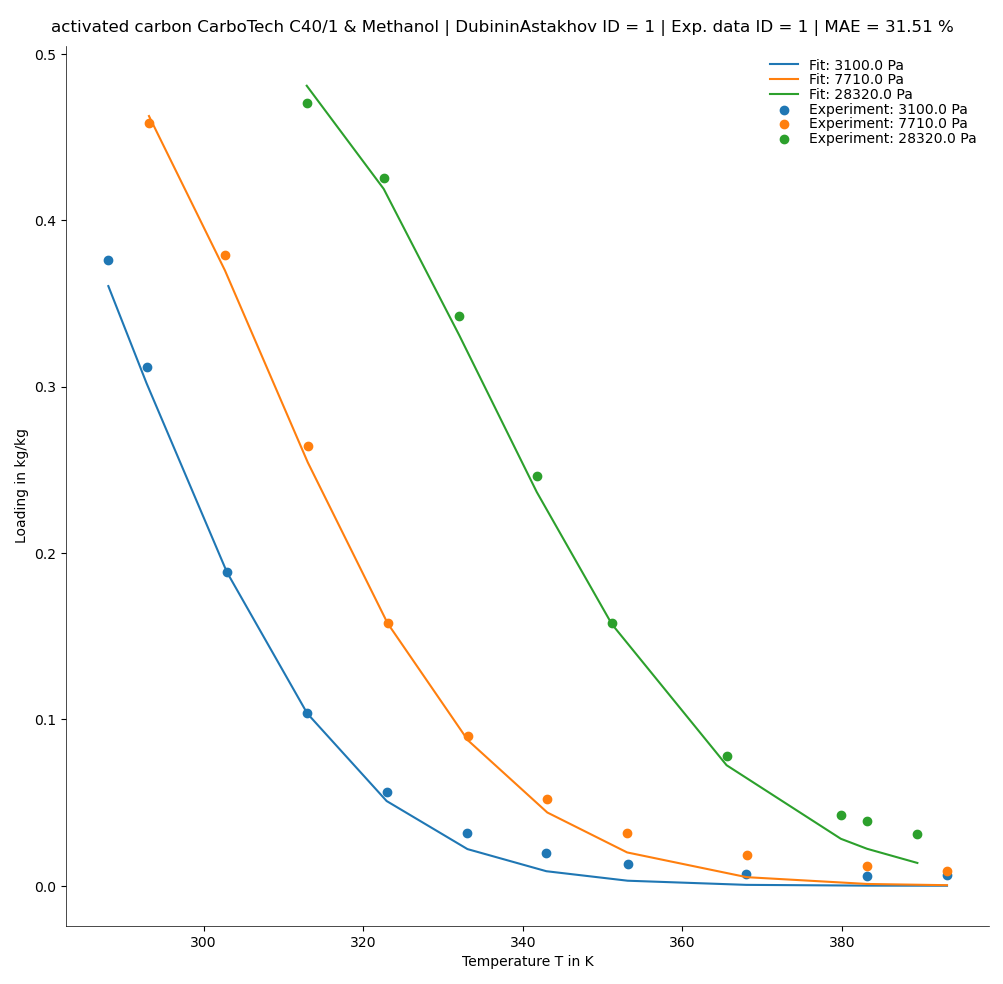 activated carbon CarboTech C40/1 & Methanol | DubininAstakhov ID = 1 | Exp. data ID = 1 | MAE = 31.51 %
Fit: 3100.0 Pa
Fit: 7710.0 Pa
Fit: 28320.0 Pa
Experiment: 3100.0 Pa
Experiment: 7710.0 Pa
Experiment: 28320.0 Pa
Loading in kg/kg
0.5
0.4
0.3
0.2
0.1
0.0
300 320 340 360 380
Temperature T in K